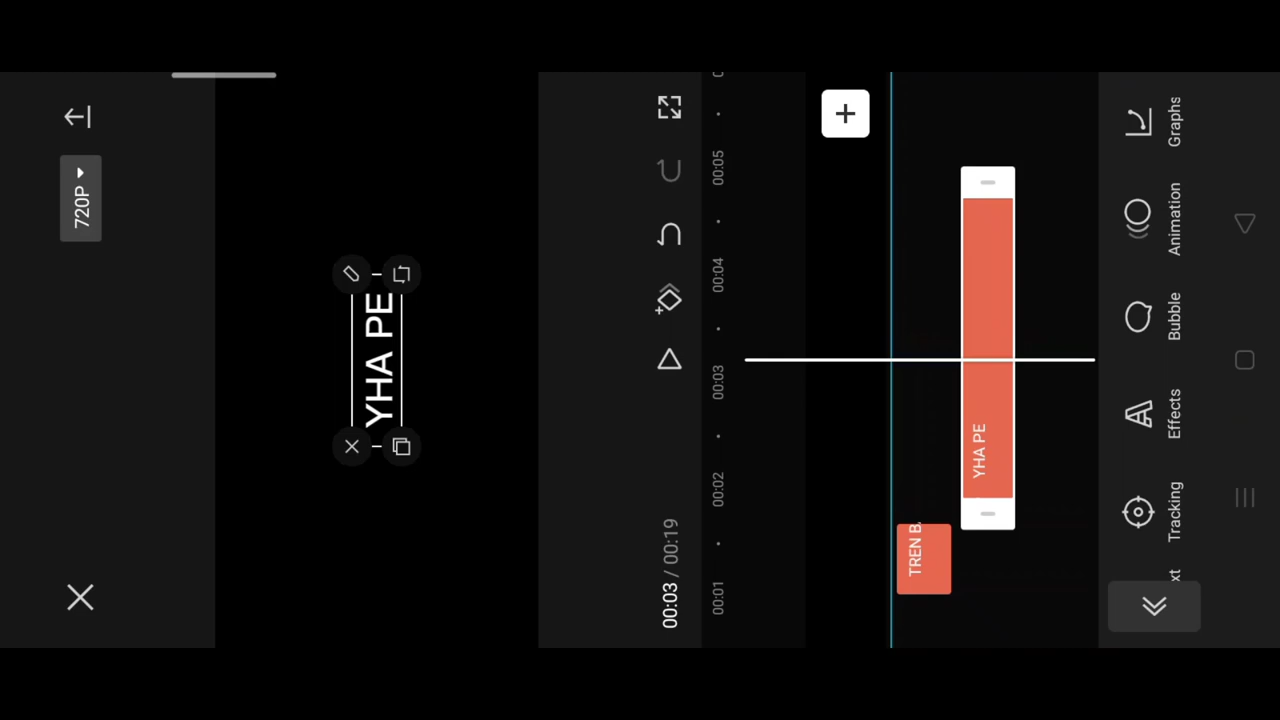 720P
YHA PE
00:03 / 00:19
00:01
00:02
00:03
00:04
00:05
TREN B
YHA PE
xt
Tracking
Effects
Bubble
Animation
Graphs